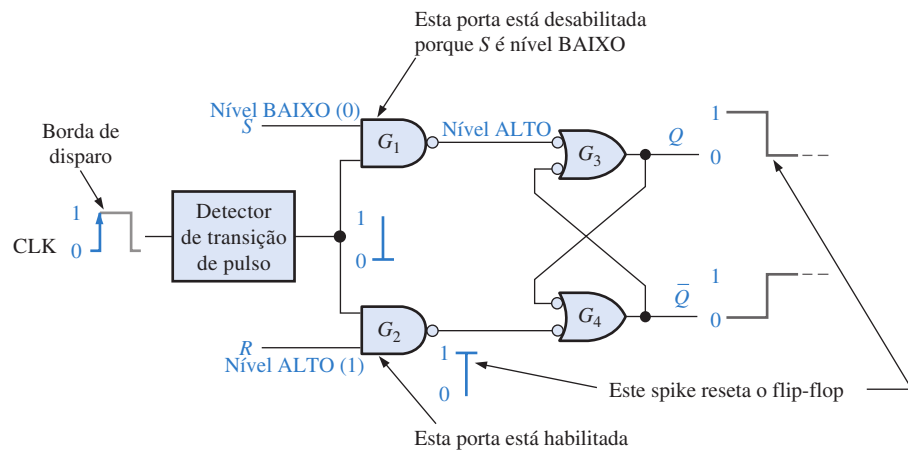 Esta porta está desabilitada
porque S é nível BAIXO
Nível BAIXO (0)
S
G1
Nível ALTO
G3
Q
1
0
Borda de
disparo
1
CLK
0
Detector
de transição
de pulso
1
0
G2
R
Nível ALTO (1)
G4
Q̅
1
0
1
0
Este spike reseta o flip-flop
Esta porta está habilitada